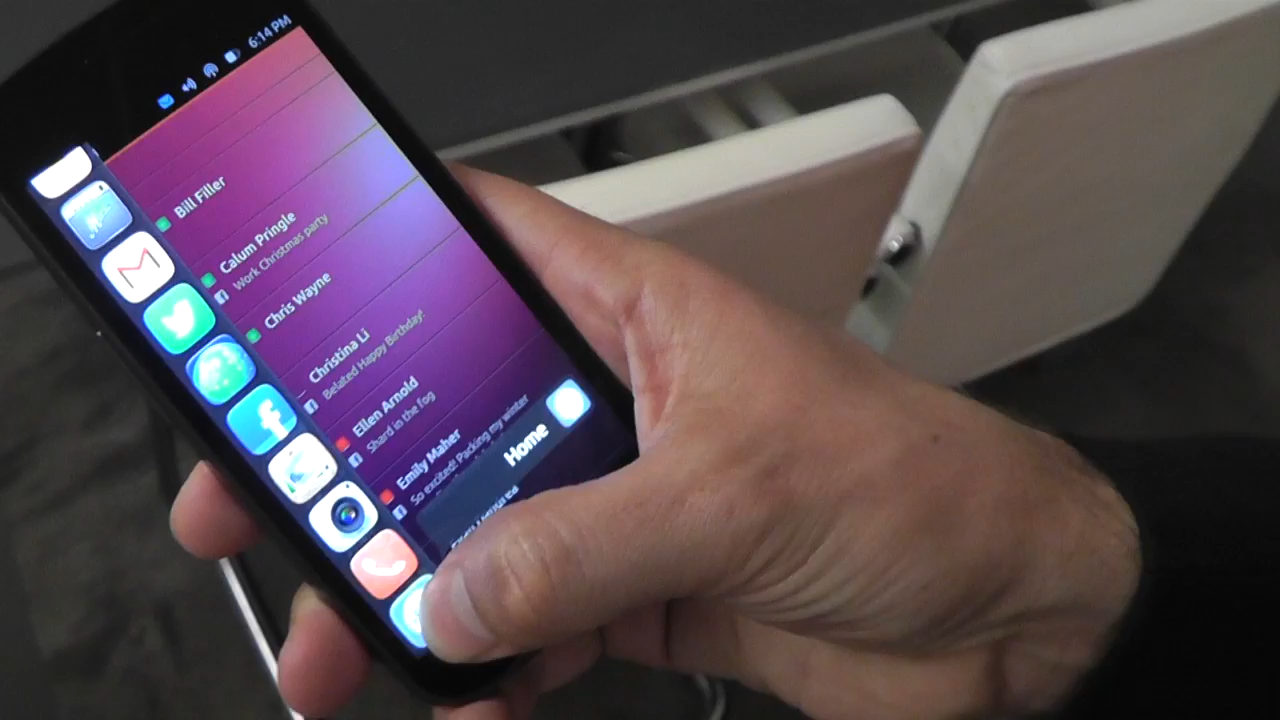 6:14 PM
Bill Filler
Calum Pringle
Work Christmas party
Chris Wayne
Christina Li
Belated Happy Birthday!
Ellen Arnold
Shard in the fog
Emily Maher
So excited! Packing my winter
Home